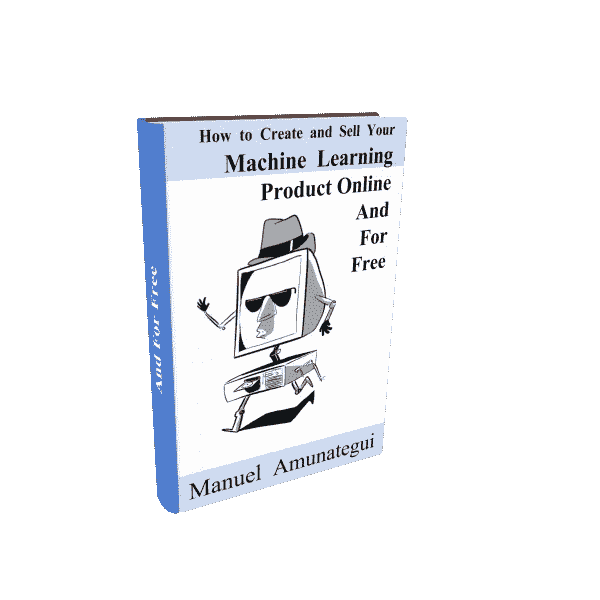 How to Create and Sell Your
Machine Learning
Product Online
And
For
Free
And For Free
Manuel Amunategui